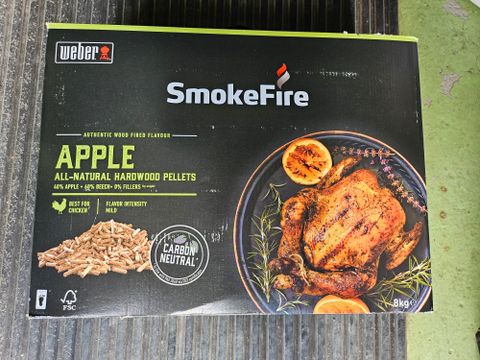 weber
SmokeFire
AUTHENTIC WOOD FIRED FLAVOUR
APPLE
ALL-NATURAL HARDWOOD PELLETS
40% APPLE • 60% BEECH • 0% FILLERS
BEST FOR
CHICKEN
FLAVOR INTENSITY
MILD
CARBON
NEUTRAL*
FSC
8kg